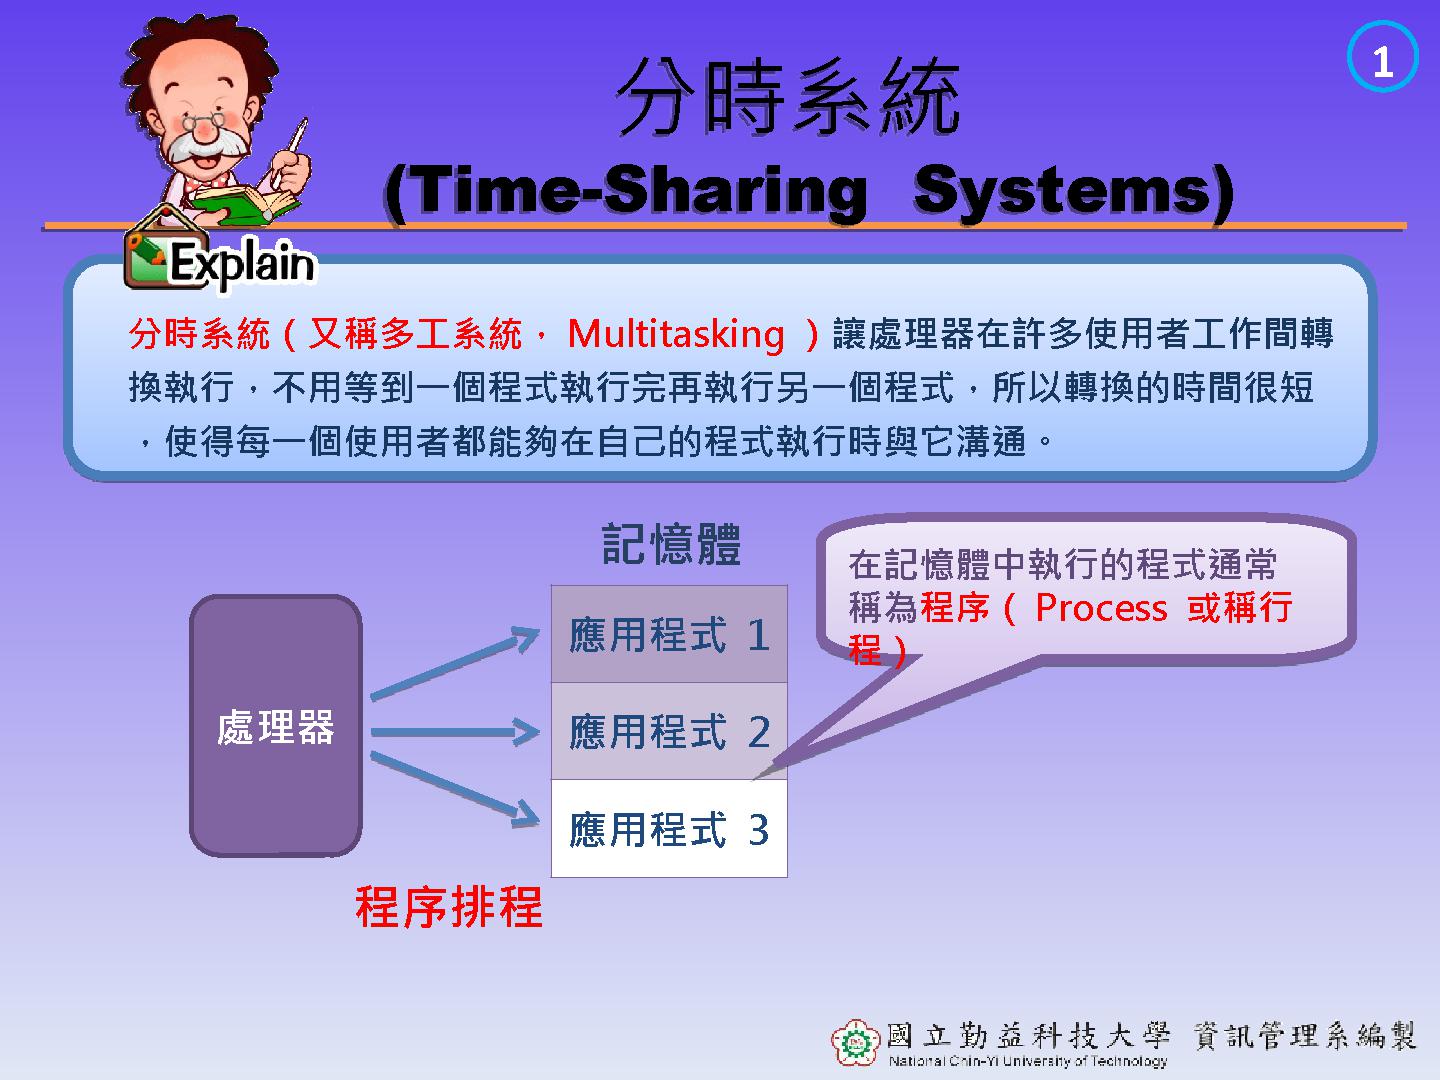 1
分時系統
(Time-Sharing Systems)
Explain
分時系統（又稱多工系統，Multitasking ）讓處理器在許多使用者工作間轉
換執行，不用等到一個程式執行完再執行另一個程式，所以轉換的時間很短
，使得每一個使用者都能夠在自己的程式執行時與它溝通。
記憶體
在記憶體中執行的程式通常
稱為程序（ Process 或稱行
程）
應用程式 1
處理器
應用程式 2
應用程式 3
程序排程
國立勤益科技大學 資訊管理系編製
National Chin-Yi University of Technology